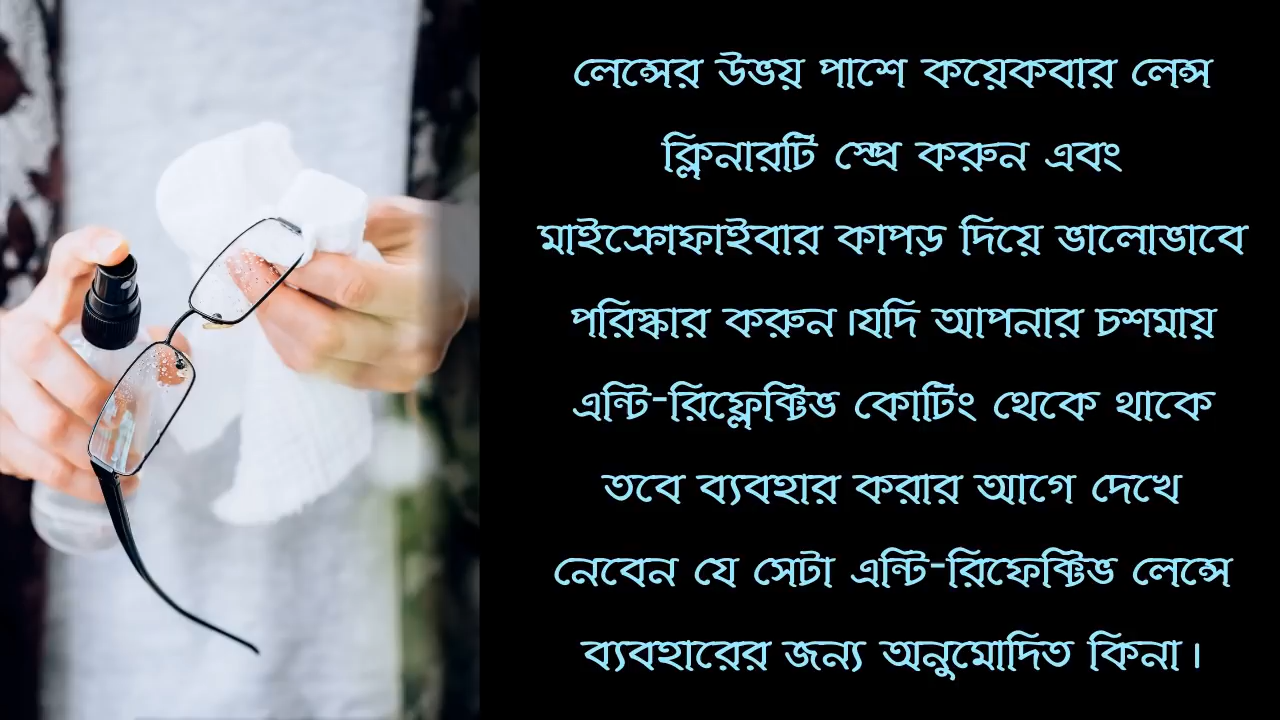 লেন্সের উভয় পাশে কয়েকবার লেন্স
ক্লিনারটি স্প্রে করুন এবং
মাইক্রোফাইবার কাপড় দিয়ে ভালোভাবে
পরিস্কার করুন।যদি আপনার চশমায়
এন্টি-রিফ্লেক্টিভ কোটিং থেকে থাকে
তবে ব্যবহার করার আগে দেখে
নেবেন যে সেটা এন্টি-রিফেক্টিভ লেন্সে
ব্যবহারের জন্য অনুমোদিত কিনা।